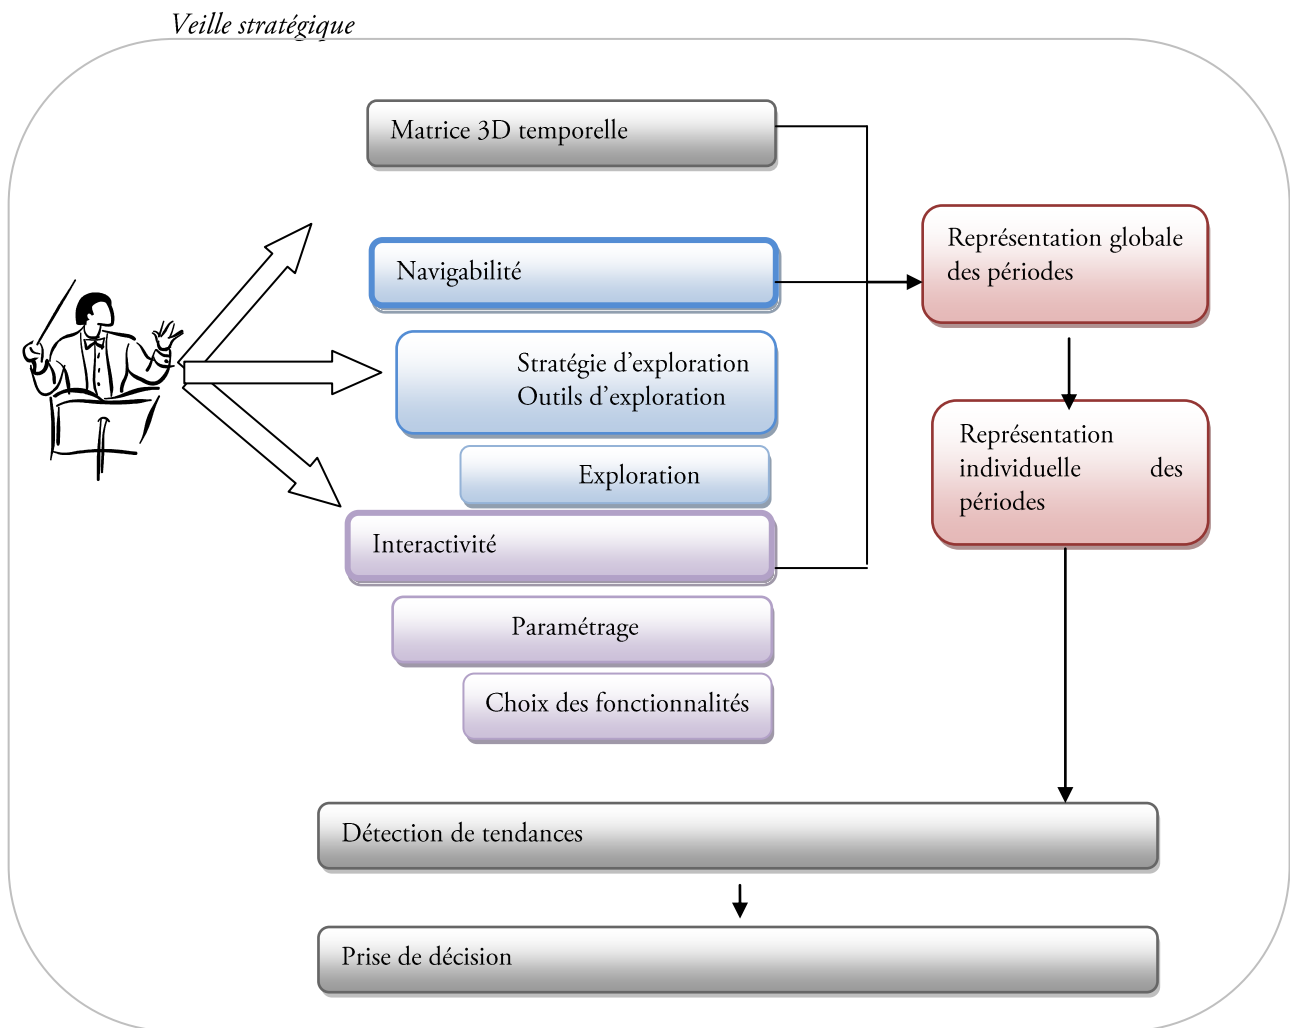 Veille stratégique
Matrice 3D temporelle
Navigabilité
Stratégie d’exploration
Outils d’exploration
Exploration
Interactivité
Paramétrage
Choix des fonctionnalités
Représentation globale
des périodes
Représentation
individuelle des
périodes
Détection de tendances
Prise de décision